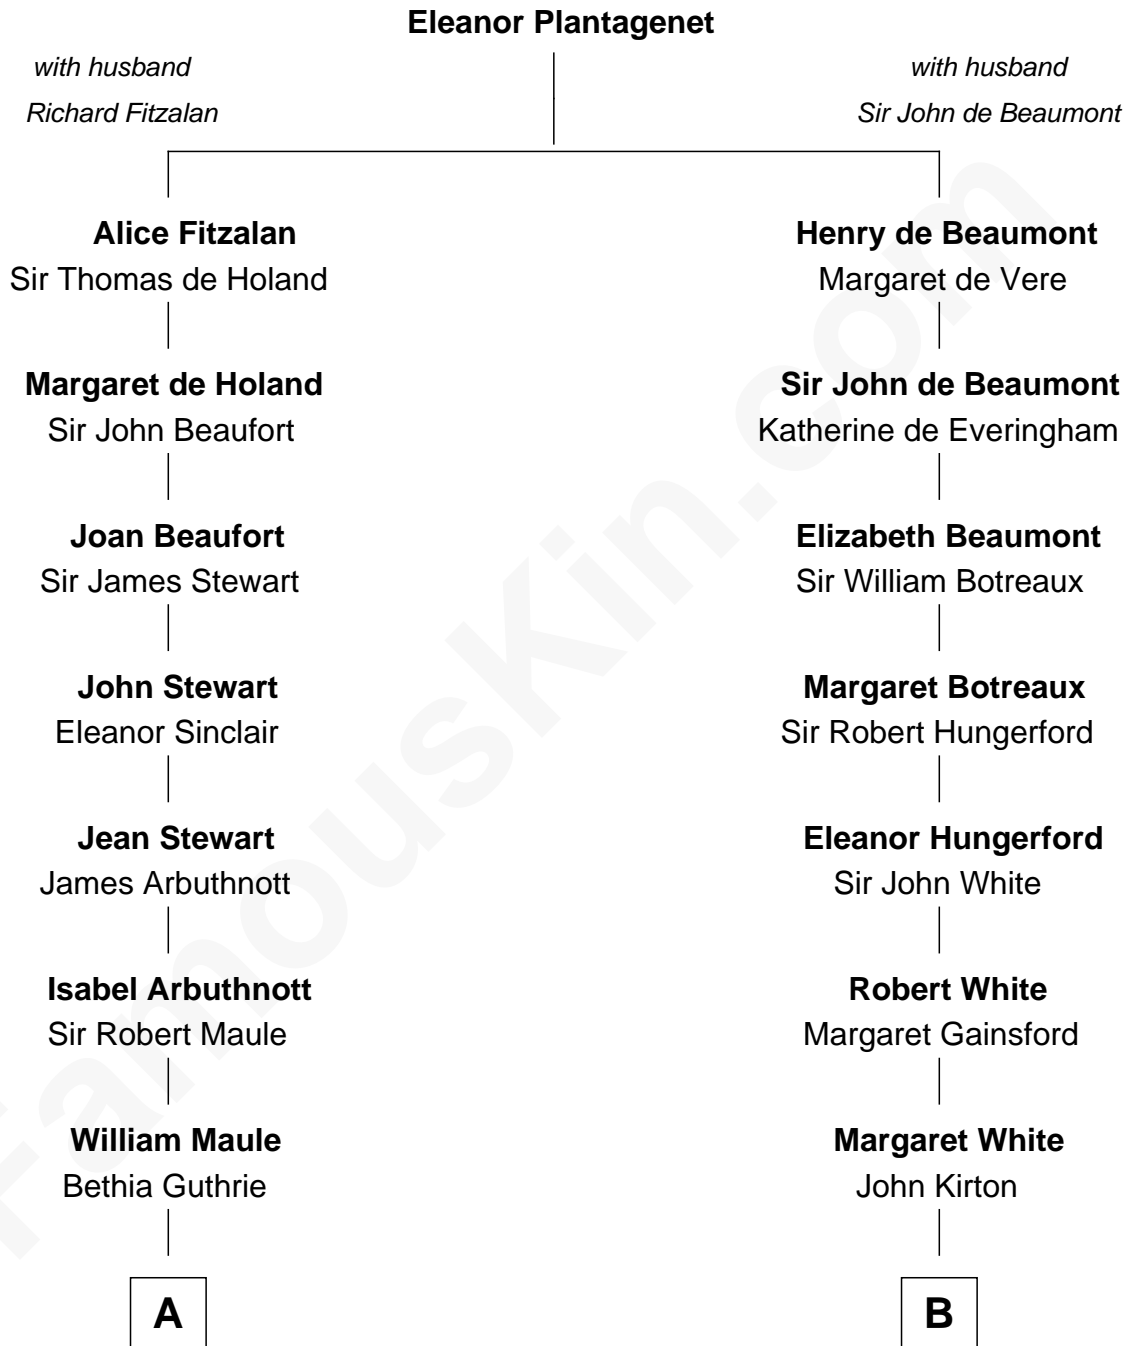 Eleanor Plantagenet
with husband
Richard Fitzalan
with husband
Sir John de Beaumont
Alice Fitzalan
Sir Thomas de Holand
Henry de Beaumont
Margaret de Vere
Margaret de Holand
Sir John Beaufort
Sir John de Beaumont
Katherine de Everingham
Joan Beaufort
Sir James Stewart
Elizabeth Beaumont
Sir William Botreaux
John Stewart
Eleanor Sinclair
Margaret Botreaux
Sir Robert Hungerford
Jean Stewart
James Arbuthnott
Eleanor Hungerford
Sir John White
Isabel Arbuthnott
Sir Robert Maule
Robert White
Margaret Gainsford
William Maule
Bethia Guthrie
Margaret White
John Kirton
A
B
FamousKin.com